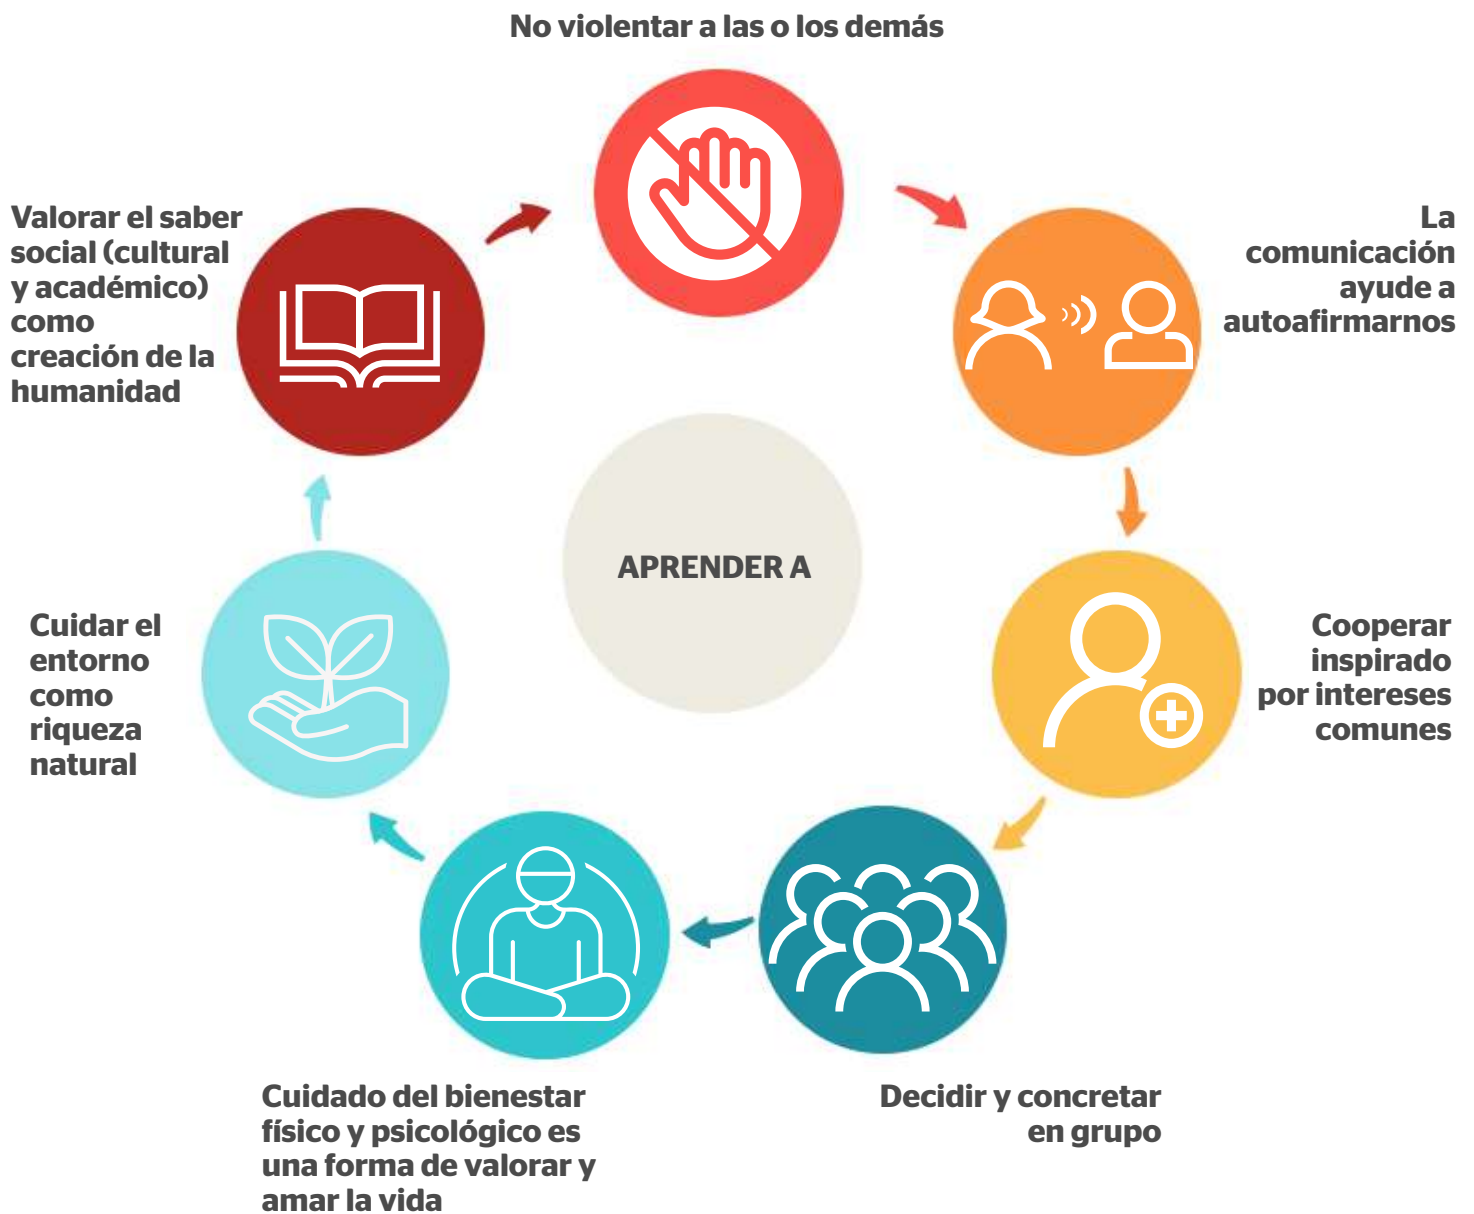 No violentar a las o los demás
La
comunicación
ayude a
autoafirmarnos
Cooperar
inspirado
por intereses
comunes
Decidir y concretar
en grupo
Cuidado del bienestar
físico y psicológico es
una forma de valorar y
amar la vida
Cuidar el
entorno
como
riqueza
natural
Valorar el saber
social (cultural
y académico)
como
creación de la
humanidad
APRENDER A